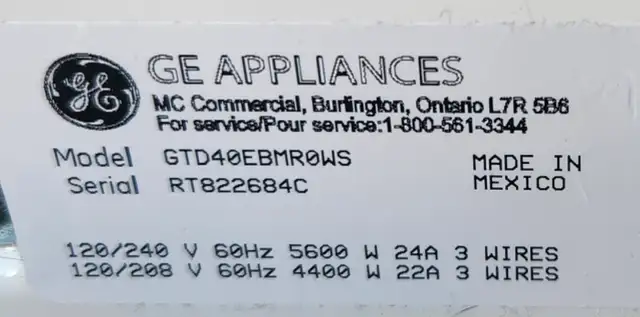 GE GE APPLIANCES
MC Commercial, Burlington, Ontario L7R 5B6
For service/Pour service:1-800-561-3344
Model GTD40EBMR0WS MADE IN
Serial RT822684C MEXICO
120/240 V 60Hz 5600 W 24A 3 WIRES
120/208 V 60Hz 4400 W 22A 3 WIRES